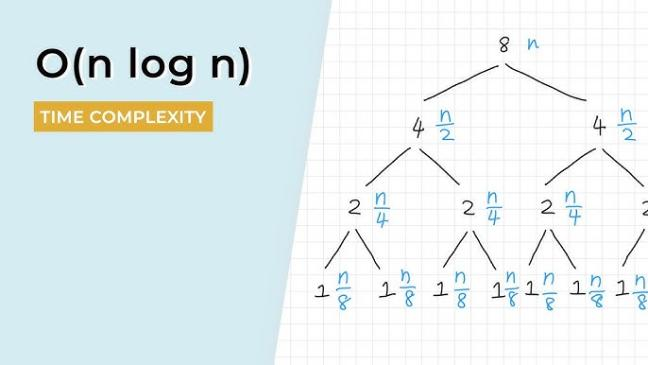 O(n log n)
TIME COMPLEXITY
8 n
4 n/2 4 n/2
2 n/4 2 n/4 2 n/4 2
1 n/8 1 n/8 1 n/8 1 n/8 1 n/8 1 n/8 1 n/8